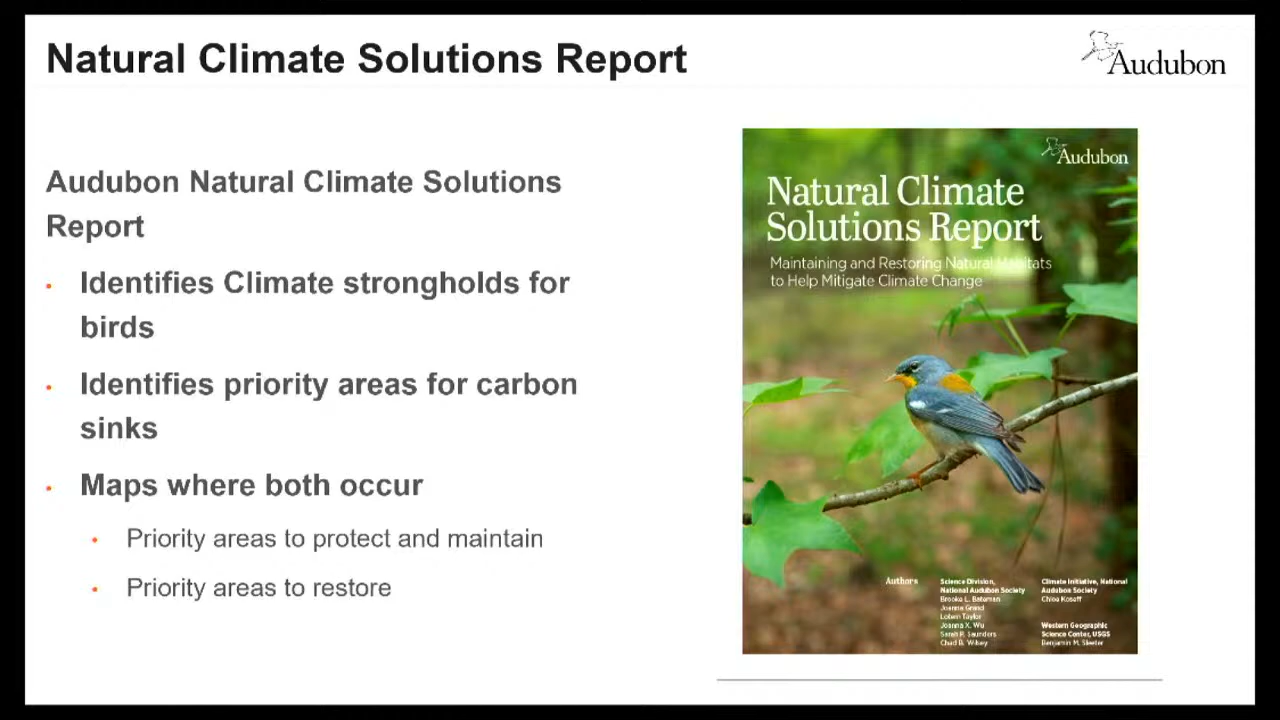 Natural Climate Solutions Report
Audubon
Audubon Natural Climate Solutions
Report
• Identifies Climate strongholds for
birds
• Identifies priority areas for carbon
sinks
• Maps where both occur
• Priority areas to protect and maintain
• Priority areas to restore
Audubon
Natural Climate
Solutions Report
Maintaining and Restoring Natural Habitats
to Help Mitigate Climate Change
Authors
Science Division,
National Audubon Society
Brooke L. Bateman
Joanna Grand
Lotem Taylor
Joanna X. Wu
Sarah P. Saunders
Chad B. Wilsey
Climate Initiative, National
Audubon Society
Chloe Koseff
Western Geographic
Science Center, USGS
Benjamin M. Sleeter